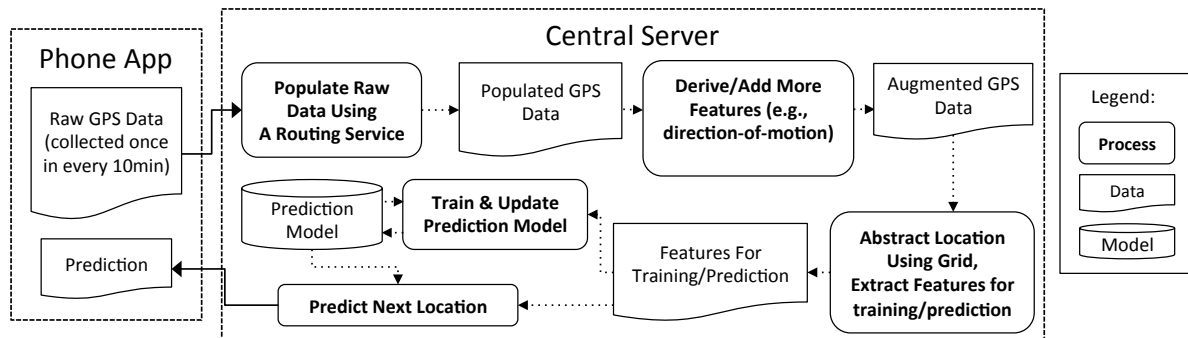 Phone App
Raw GPS Data
(collected once
in every 10min)
Prediction
Central Server
Populate Raw
Data Using
A Routing Service
Populated GPS
Data
Derive/Add More
Features (e.g.,
direction-of-motion)
Augmented GPS
Data
Prediction
Model
Train & Update
Prediction Model
Features For
Training/Prediction
Abstract Location
Using Grid,
Extract Features for
training/prediction
Predict Next Location
Legend:
Process
Data
Model